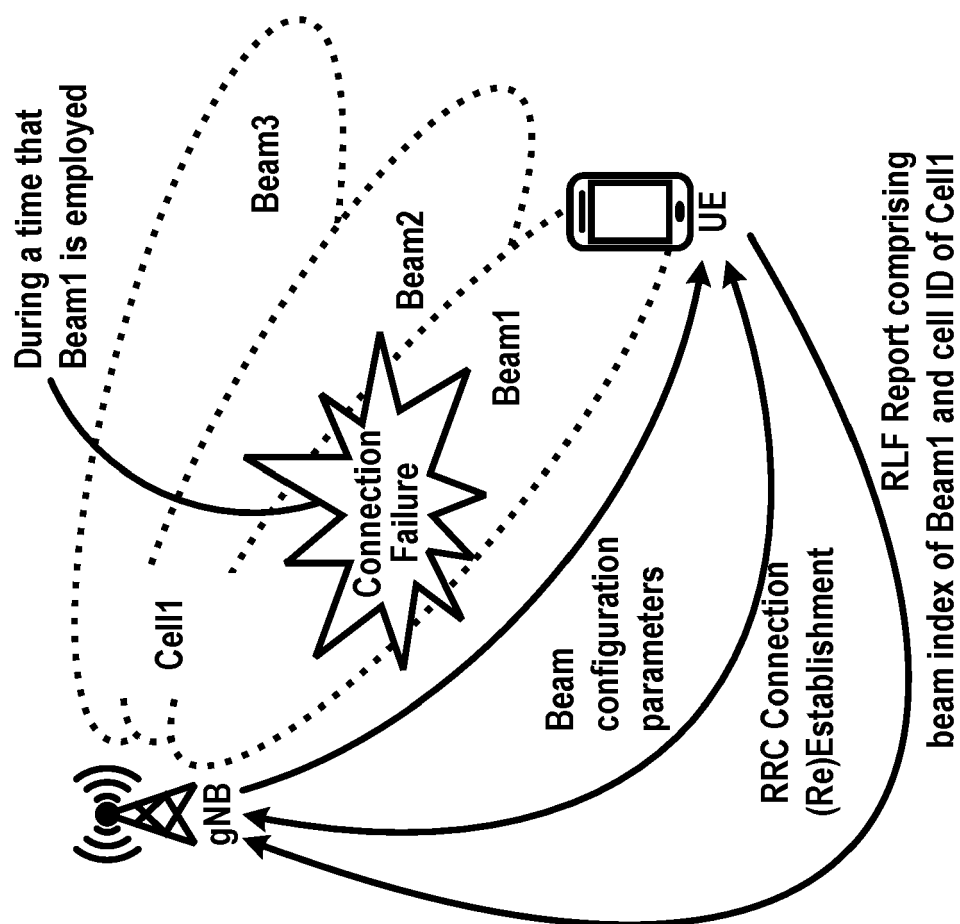 During a time that
Beam1 is employed
Beam3
Beam2
Beam1
Cell1
Connection
Failure
gNB
UE
Beam
configuration
parameters
RRC Connection
(Re)Establishment
RLF Report comprising
beam index of Beam1 and cell ID of Cell1